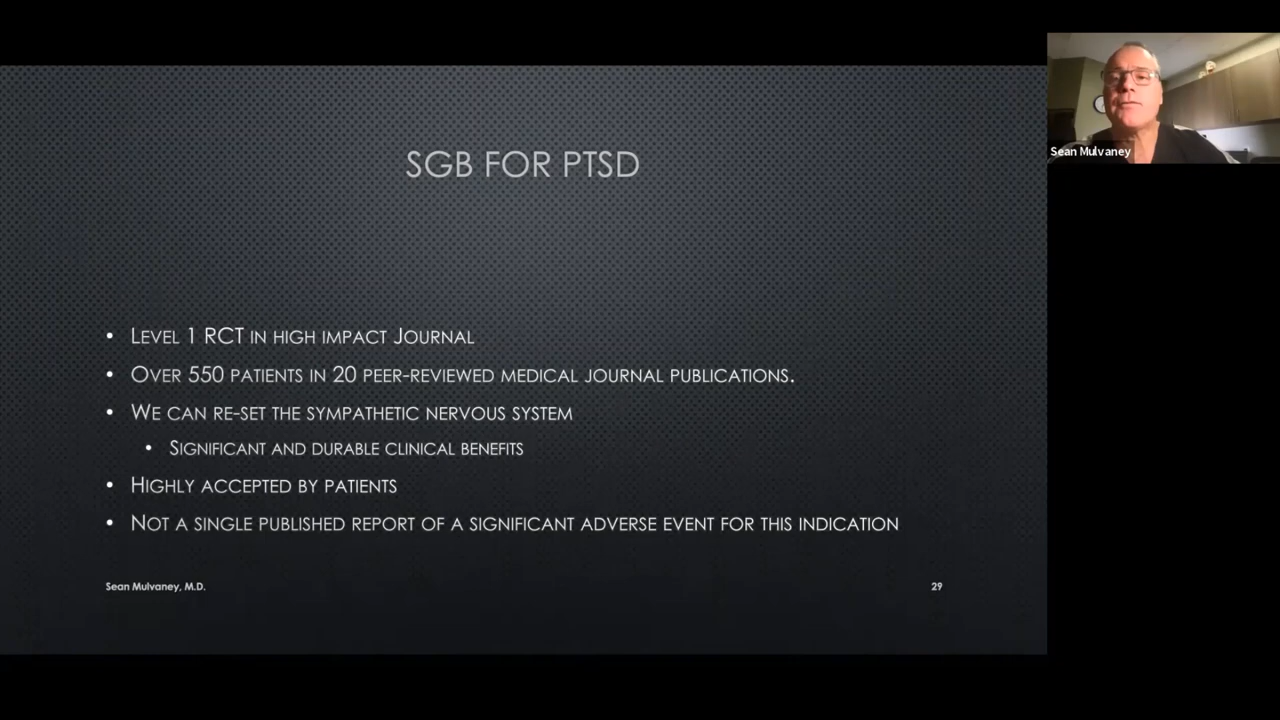 SGB FOR PTSD
• LEVEL 1 RCT IN HIGH IMPACT JOURNAL
• OVER 550 PATIENTS IN 20 PEER-REVIEWED MEDICAL JOURNAL PUBLICATIONS.
• WE CAN RE-SET THE SYMPATHETIC NERVOUS SYSTEM
• SIGNIFICANT AND DURABLE CLINICAL BENEFITS
• HIGHLY ACCEPTED BY PATIENTS
• NOT A SINGLE PUBLISHED REPORT OF A SIGNIFICANT ADVERSE EVENT FOR THIS INDICATION
Sean Mulvaney, M.D.
29
Sean Mulvaney